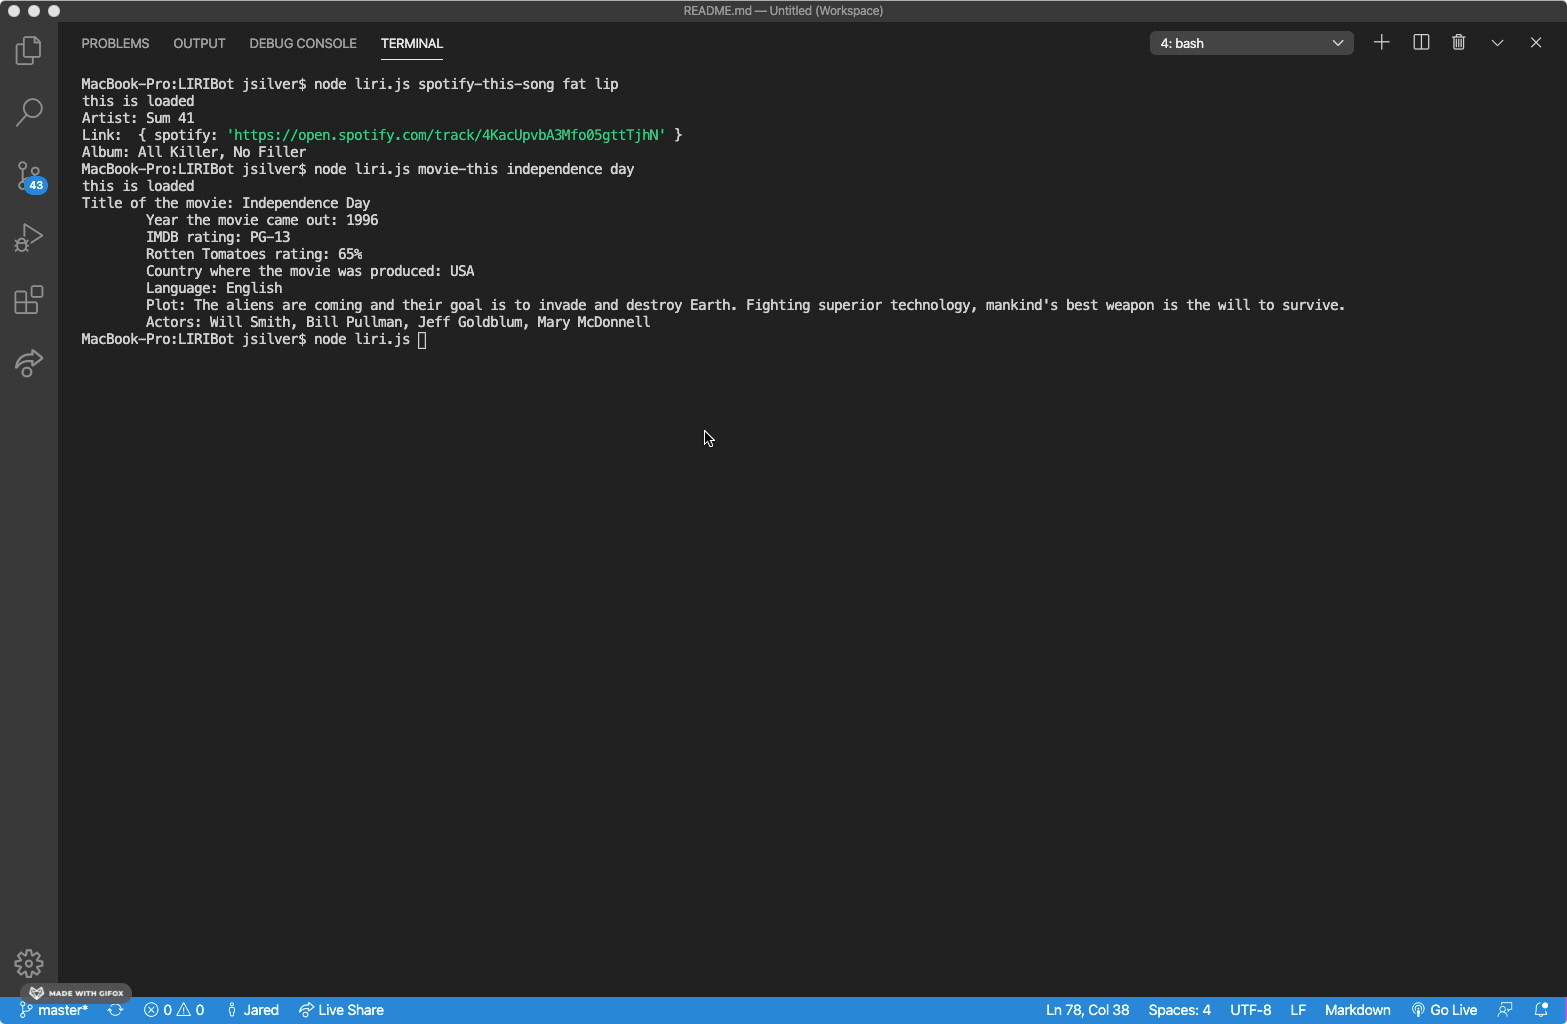 README.md — Untitled (Workspace)
PROBLEMS OUTPUT DEBUG CONSOLE TERMINAL 4: bash
MacBook-Pro:LIRIBot jsilver$ node liri.js spotify-this-song fat lip
this is loaded
Artist: Sum 41
Link:  { spotify: 'https://open.spotify.com/track/4KacUpvbA3Mfo05gttTjhN' }
Album: All Killer, No Filler
MacBook-Pro:LIRIBot jsilver$ node liri.js movie-this independence day
this is loaded
Title of the movie: Independence Day
Year the movie came out: 1996
IMDB rating: PG-13
Rotten Tomatoes rating: 65%
Country where the movie was produced: USA
Language: English
Plot: The aliens are coming and their goal is to invade and destroy Earth. Fighting superior technology, mankind's best weapon is the will to survive.
Actors: Will Smith, Bill Pullman, Jeff Goldblum, Mary McDonnell
MacBook-Pro:LIRIBot jsilver$ node liri.js
43
MADE WITH GIFOX
master* 0 0 Jared Live Share Ln 78, Col 38 Spaces: 4 UTF-8 LF Markdown Go Live